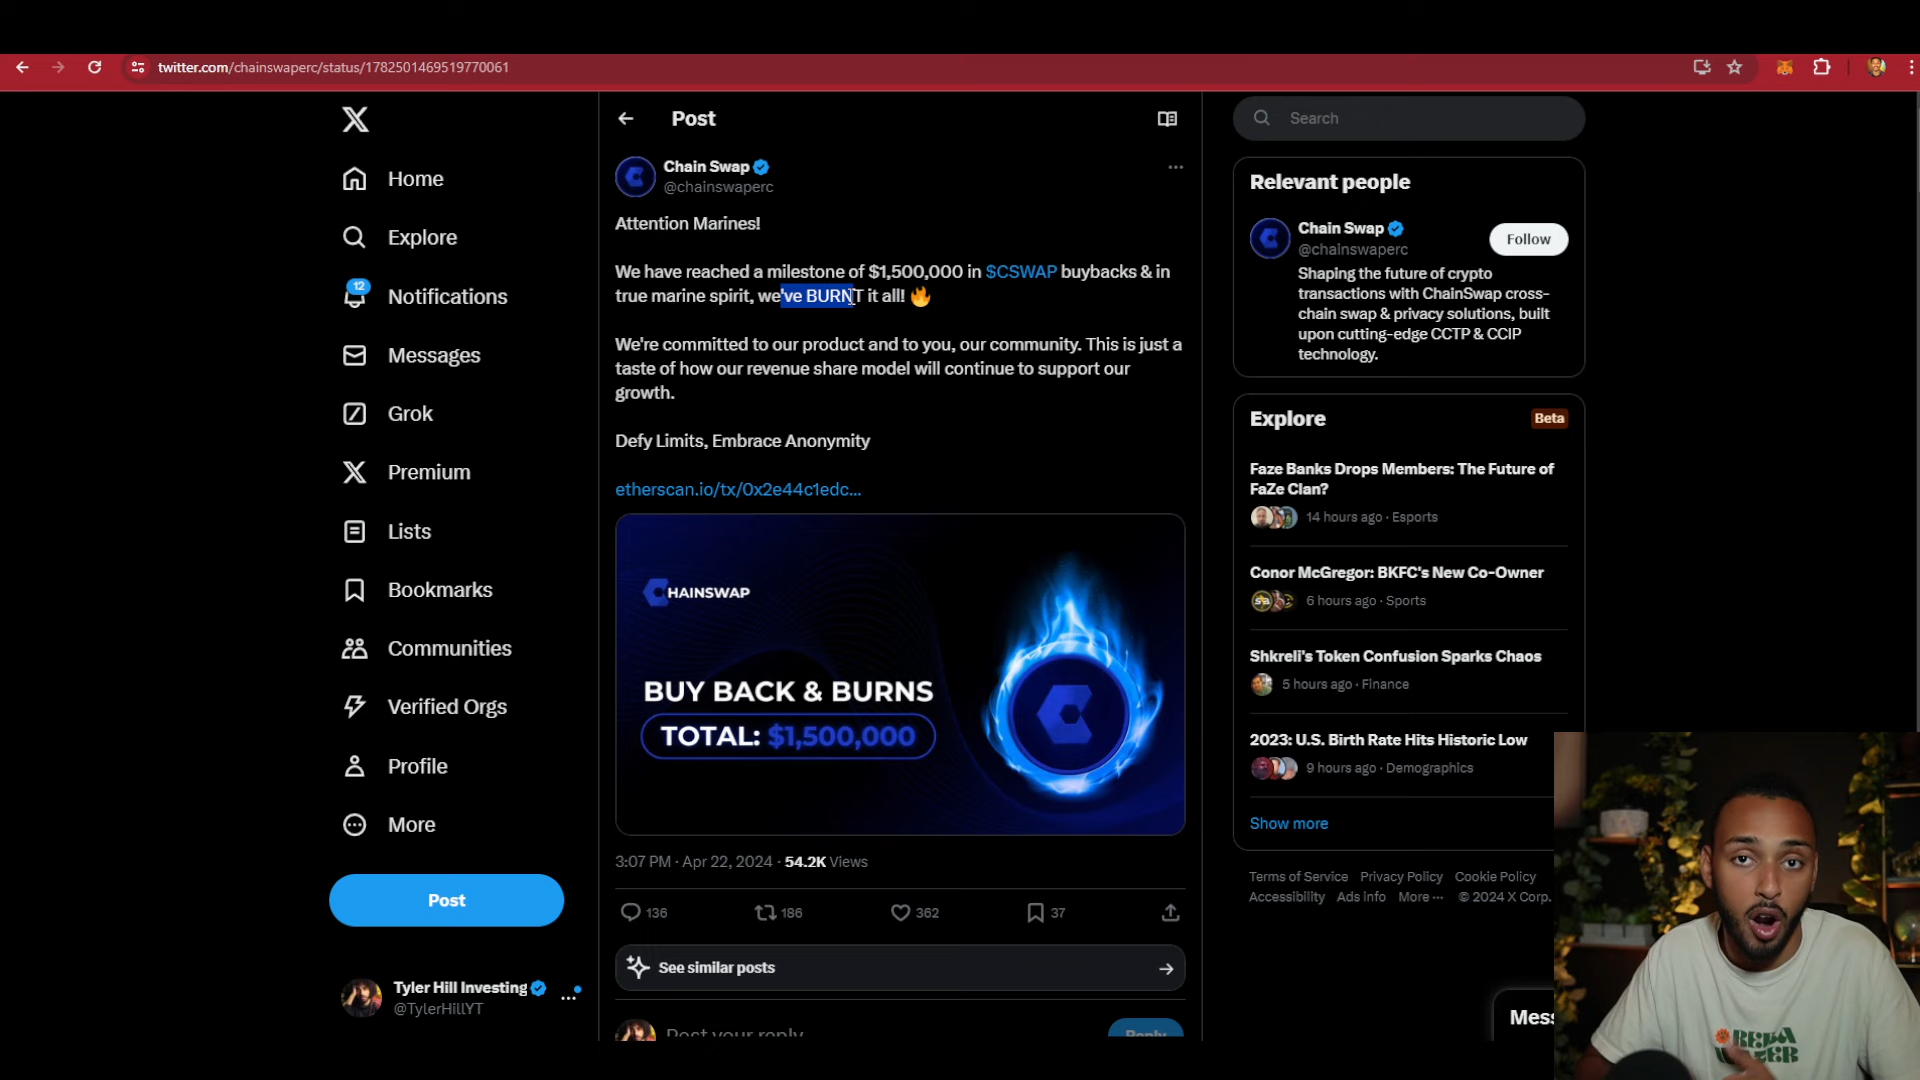 twitter.com/chainswaperc/status/1782501469519770061
Home
Explore
12
Notifications
Messages
Grok
Premium
Lists
Bookmarks
Communities
Verified Orgs
Profile
More
Post
Tyler Hill Investing
@TylerHillYT
Post
Chain Swap
@chainswaperc
Attention Marines!
We have reached a milestone of $1,500,000 in $CSWAP buybacks & in
true marine spirit, we've BURNT it all! 🔥
We're committed to our product and to you, our community. This is just a
taste of how our revenue share model will continue to support our
growth.
Defy Limits, Embrace Anonymity
etherscan.io/tx/0x2e44c1edc...
CHAINSWAP
BUY BACK & BURNS
TOTAL: $1,500,000
3:07 PM · Apr 22, 2024 · 54.2K Views
136 186 362 37
See similar posts
Post your reply
Reply
Search
Relevant people
Chain Swap
@chainswaperc
Follow
Shaping the future of crypto
transactions with ChainSwap cross-
chain swap & privacy solutions, built
upon cutting-edge CCTP & CCIP
technology.
Explore
Beta
Faze Banks Drops Members: The Future of
FaZe Clan?
14 hours ago · Esports
Conor McGregor: BKFC's New Co-Owner
6 hours ago · Sports
Shkreli's Token Confusion Sparks Chaos
5 hours ago · Finance
2023: U.S. Birth Rate Hits Historic Low
9 hours ago · Demographics
Show more
Terms of Service Privacy Policy Cookie Policy
Accessibility Ads info More ··· © 2024 X Corp.
Mess